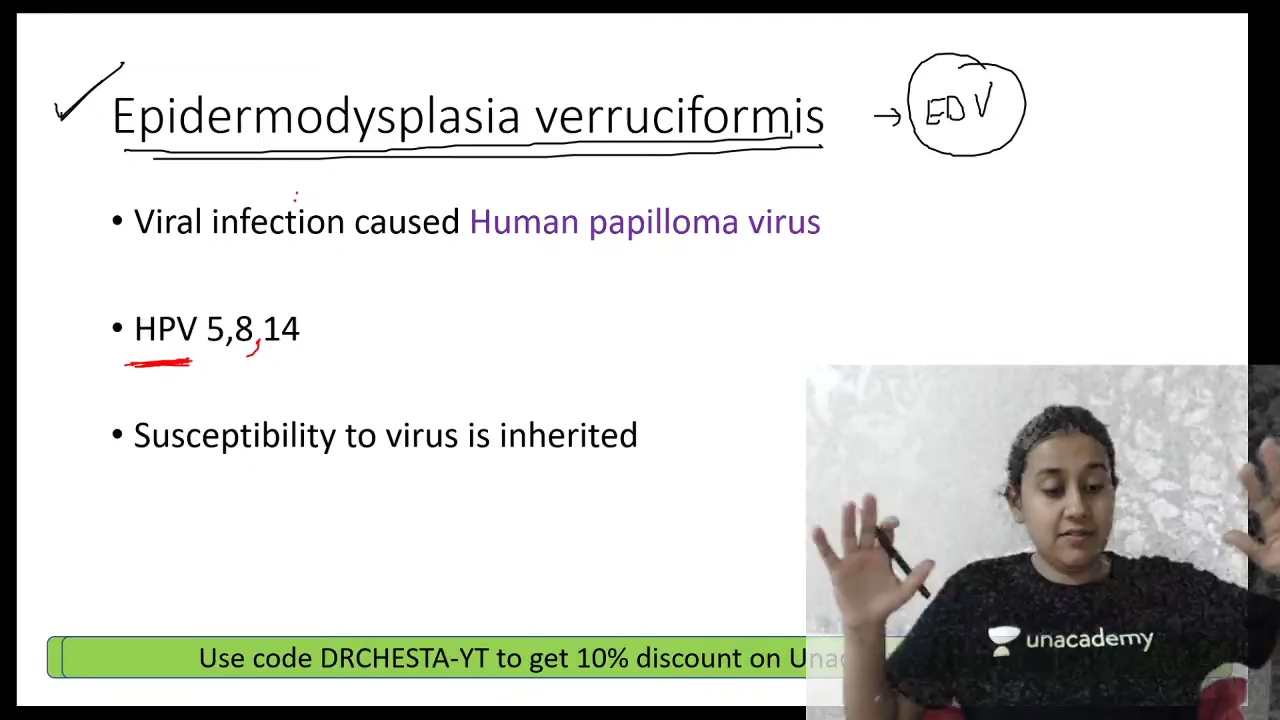 Epidermodysplasia verruciformis → EDV
• Viral infection caused Human papilloma virus
• HPV 5,8,14
• Susceptibility to virus is inherited
unacademy
Use code DRCHESTA-YT to get 10% discount on Una